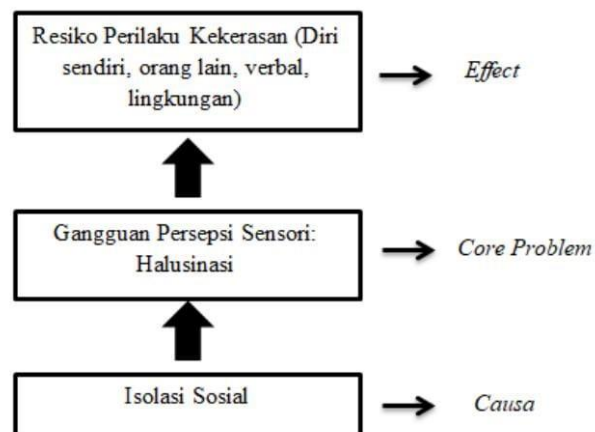 Resiko Perilaku Kekerasan (Diri
sendiri, orang lain, verbal,
lingkungan)
Effect
Gangguan Persepsi Sensori:
Halusinasi
Core Problem
Isolasi Sosial
Causa